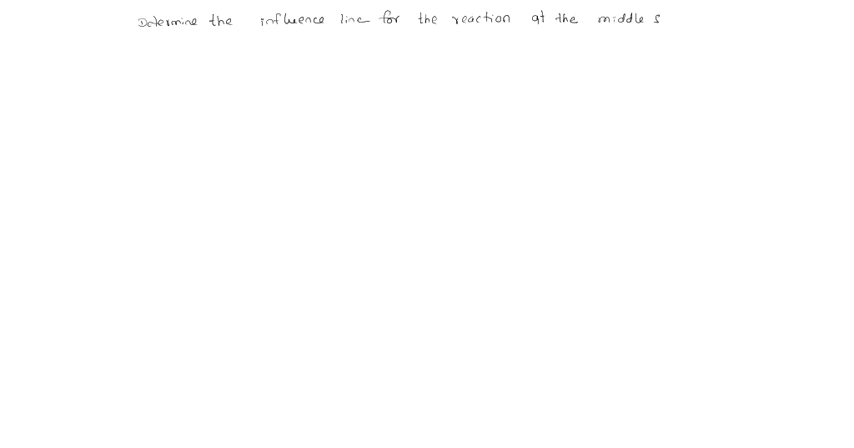 Determine the influence line for the reaction at the middle s